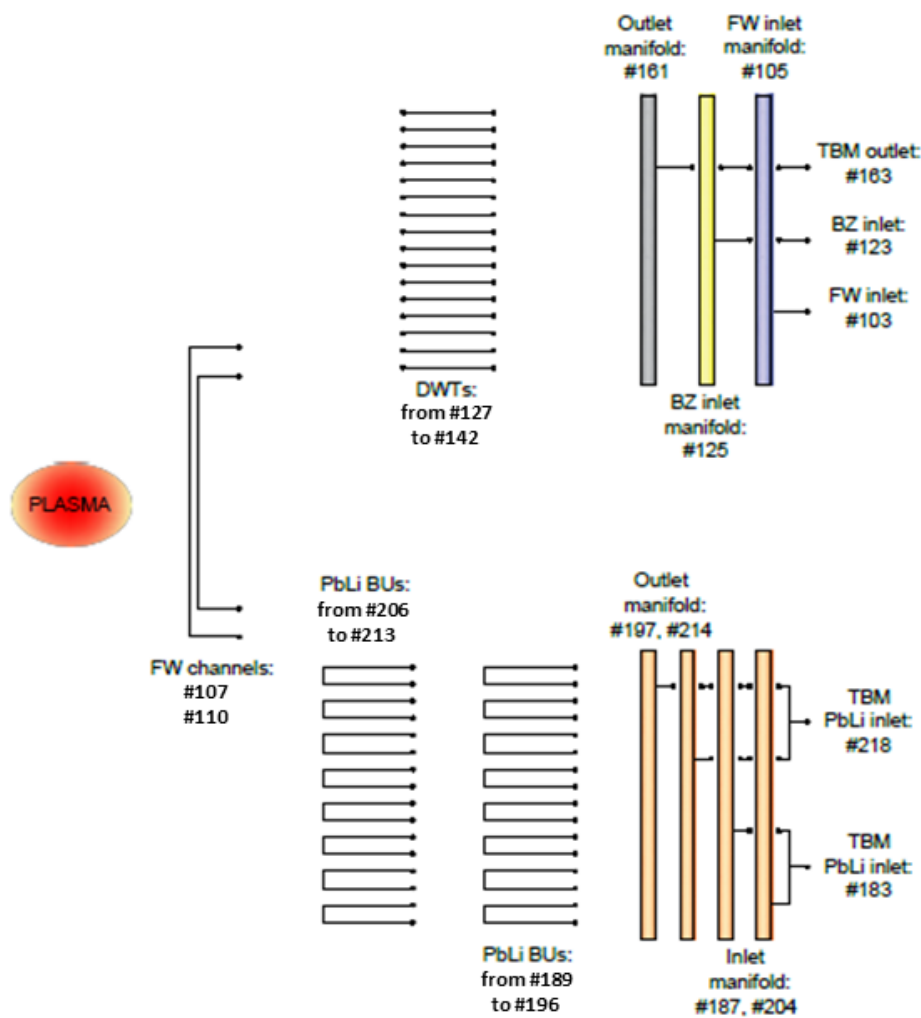 Outlet
manifold:
#161
FW inlet
manifold:
#105
TBM outlet:
#163
BZ inlet:
#123
FW inlet:
#103
DWTs:
from #127
to #142
BZ inlet
manifold:
#125
PLASMA
FW channels:
#107
#110
PbLi BUs:
from #206
to #213
Outlet
manifold:
#197, #214
TBM
PbLi inlet:
#218
TBM
PbLi inlet:
#183
PbLi BUs:
from #189
to #196
Inlet
manifold:
#187, #204